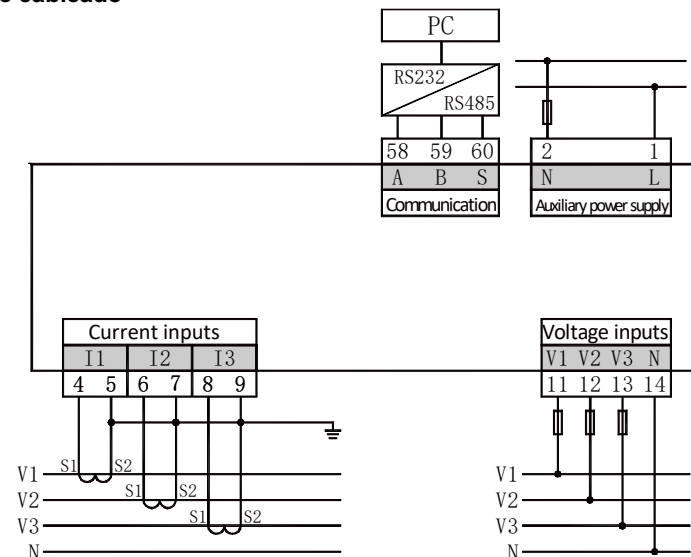 PC
RS232
RS485
58 59 60 2 1
A B S N L
Communication Auxiliary power supply
Current inputs Voltage inputs
I1 I2 I3 V1 V2 V3 N
4 5 6 7 8 9 11 12 13 14
V1 S1 S2 V1
V2 S1 S2 V2
V3 S1 S2 V3
N N